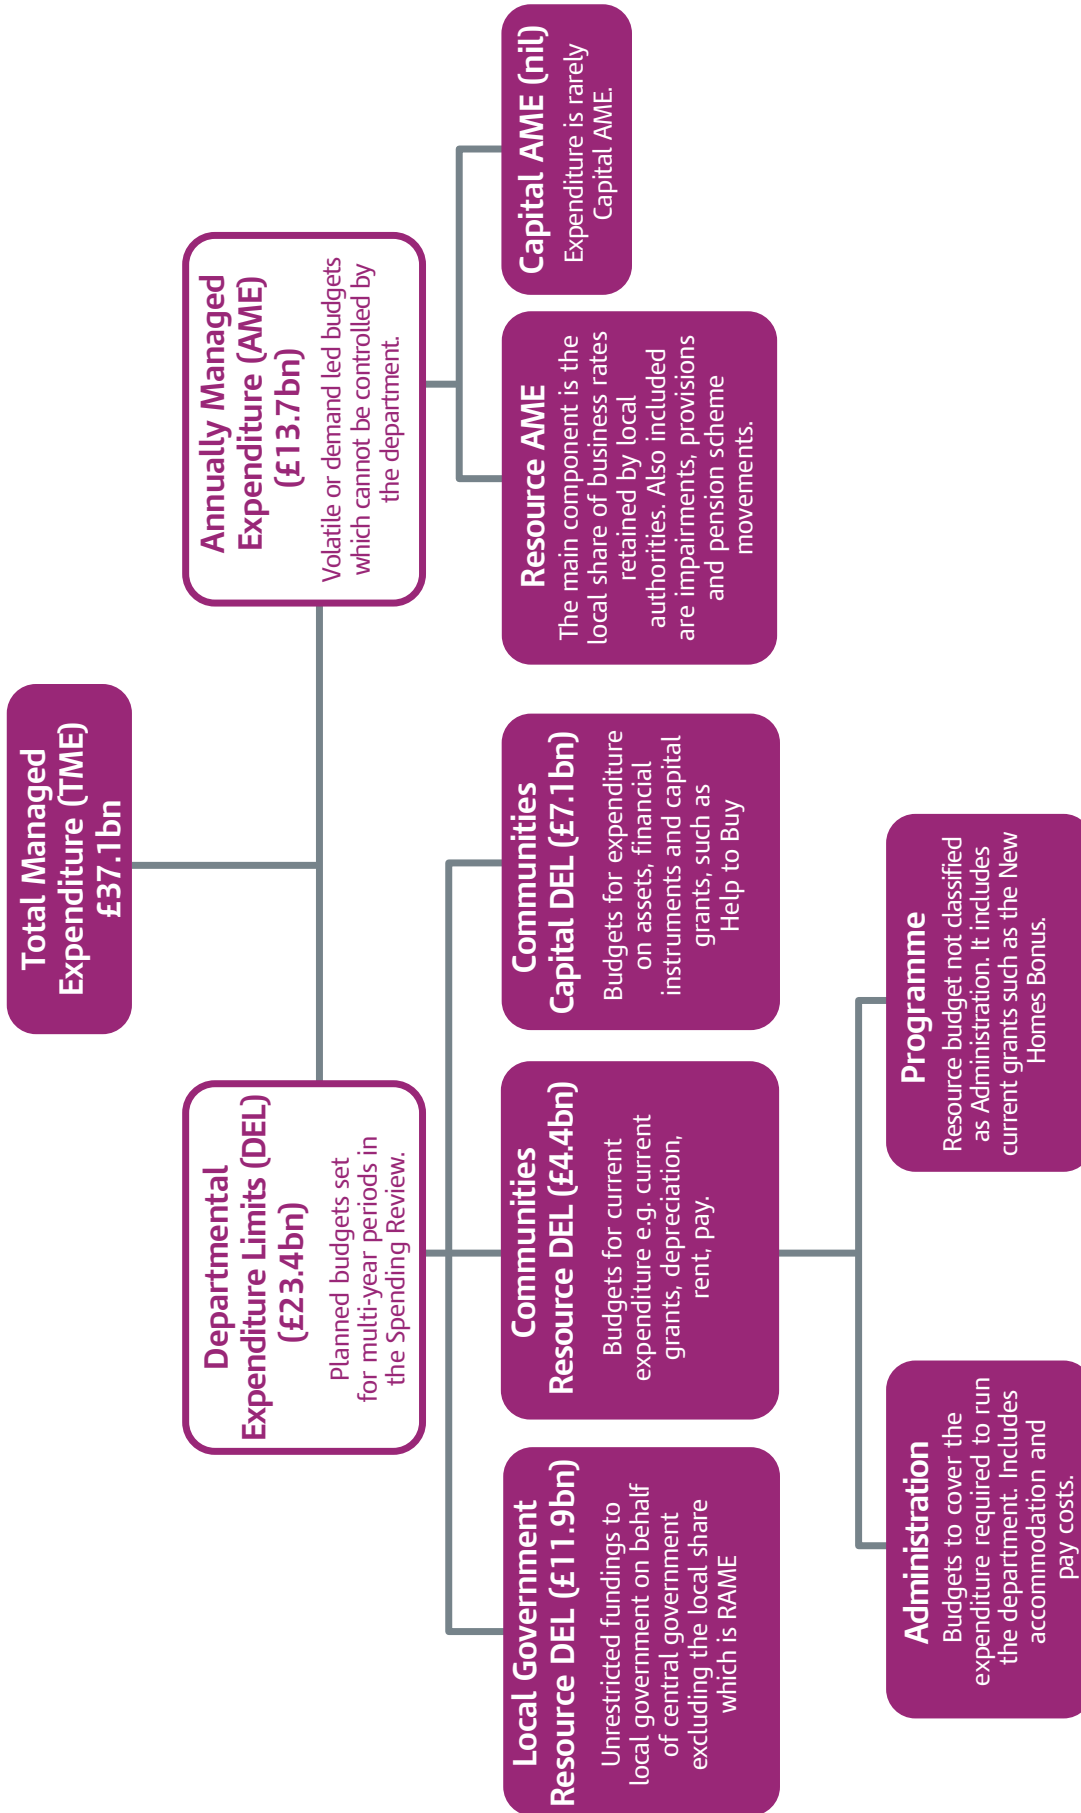 Total Managed
Expenditure (TME)
£37.1bn
Departmental
Expenditure Limits (DEL)
(£23.4bn)
Planned budgets set
for multi-year periods in
the Spending Review.
Annually Managed
Expenditure (AME)
(£13.7bn)
Volatile or demand led budgets
which cannot be controlled by
the department.
Local Government
Resource DEL (£11.9bn)
Unrestricted fundings to
local government on behalf
of central government
excluding the local share
which is RAME
Communities
Resource DEL (£4.4bn)
Budgets for current
expenditure e.g. current
grants, depreciation,
rent, pay.
Communities
Capital DEL (£7.1bn)
Budgets for expenditure
on assets, financial
instruments and capital
grants, such as
Help to Buy
Resource AME
The main component is the
local share of business rates
retained by local
authorities. Also included
are impairments, provisions
and pension scheme
movements.
Capital AME (nil)
Expenditure is rarely
Capital AME.
Administration
Budgets to cover the
expenditure required to run
the department. Includes
accommodation and
pay costs.
Programme
Resource budget not classified
as Administration. It includes
current grants such as the New
Homes Bonus.